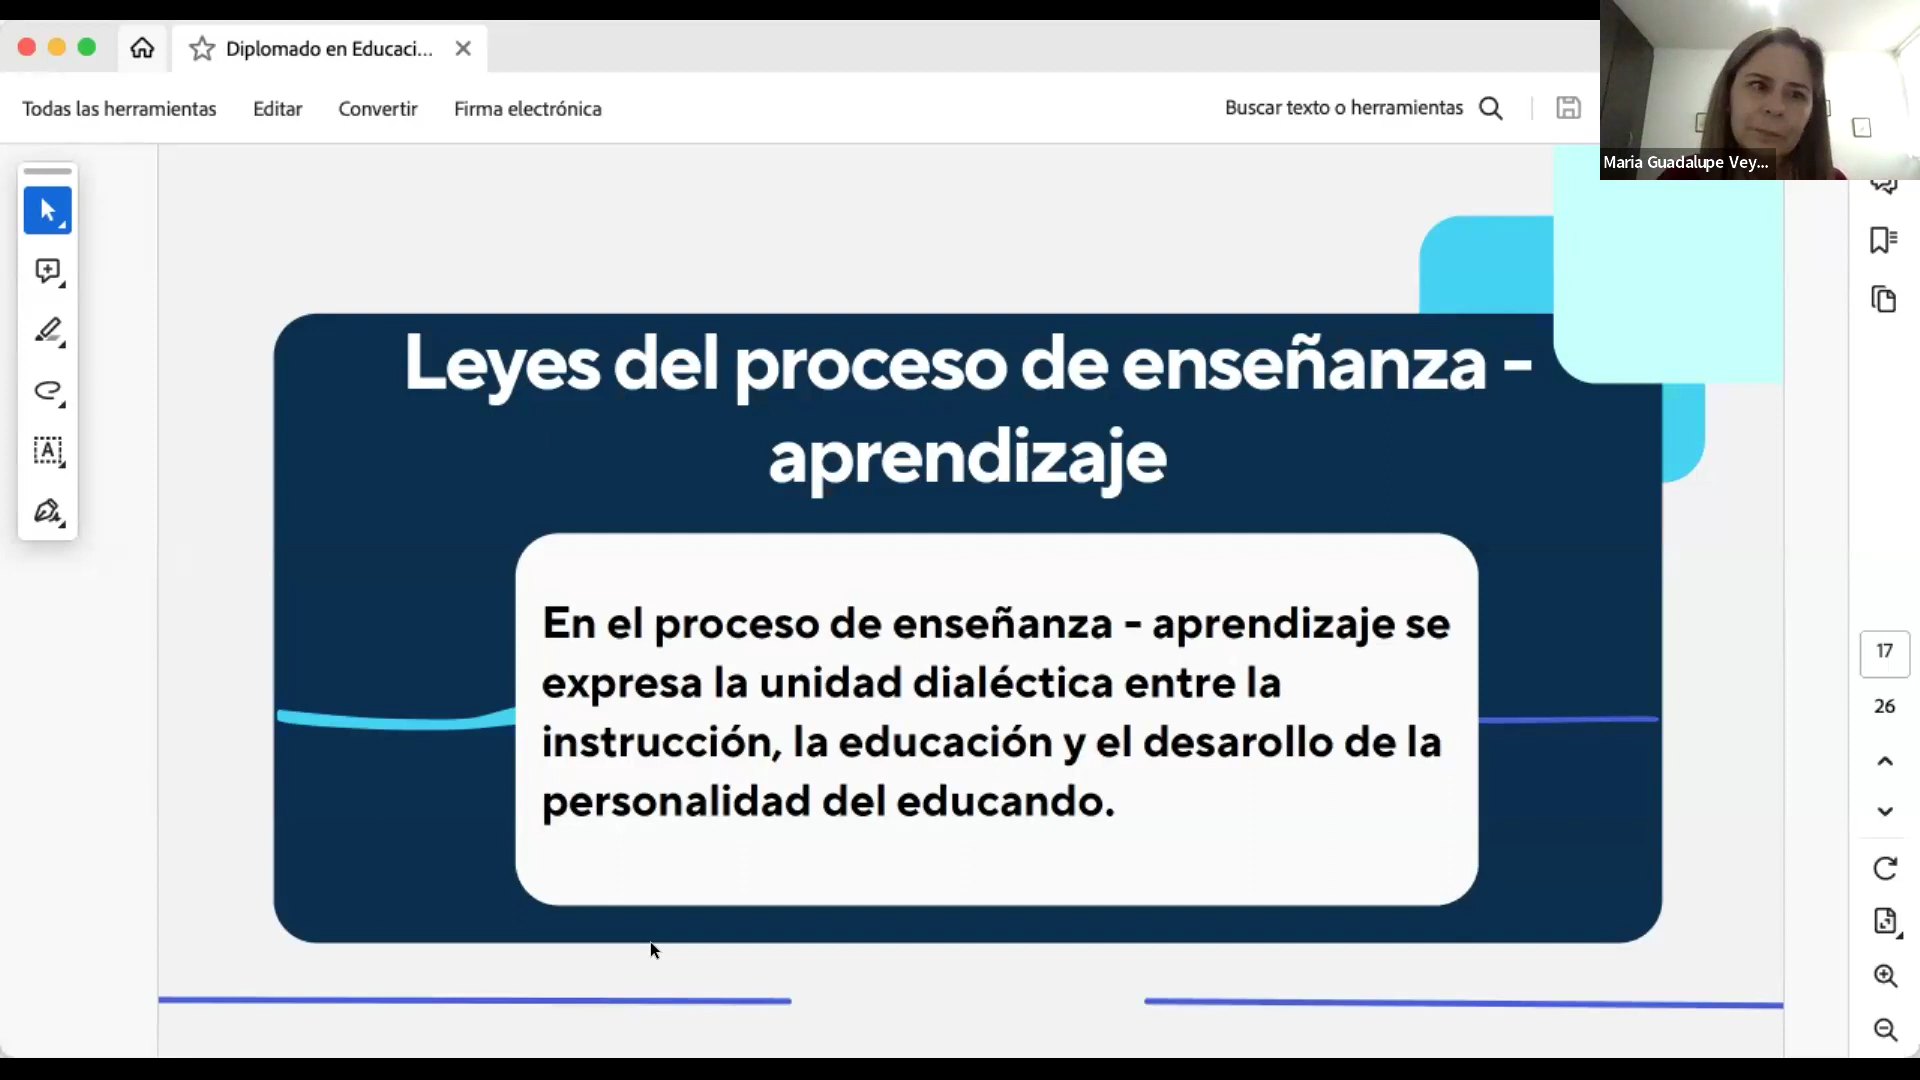 Diplomado en Educaci...
Todas las herramientas
Editar
Convertir
Firma electrónica
Buscar texto o herramientas
Maria Guadalupe Vey...
Leyes del proceso de enseñanza -
aprendizaje
En el proceso de enseñanza - aprendizaje se
expresa la unidad dialéctica entre la
instrucción, la educación y el desarollo de la
personalidad del educando.
17
26